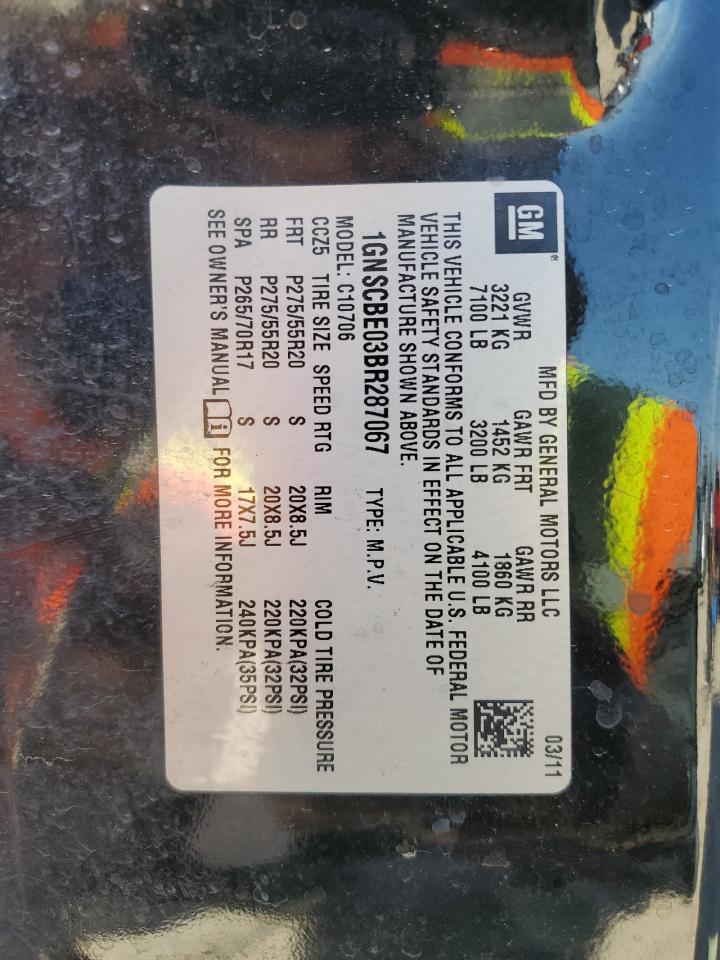 GM®
MFD BY GENERAL MOTORS LLC 03/11
GVWR GAWR FRT GAWR RR
3221 KG 1452 KG 1860 KG
7100 LB 3200 LB 4100 LB
THIS VEHICLE CONFORMS TO ALL APPLICABLE U.S. FEDERAL MOTOR
VEHICLE SAFETY STANDARDS IN EFFECT ON THE DATE OF
MANUFACTURE SHOWN ABOVE.
1GNSCBE03BR287067 TYPE: M.P.V.
MODEL: C10706
CCZ5 TIRE SIZE SPEED RTG RIM COLD TIRE PRESSURE
FRT P275/55R20 S 20X8.5J 220KPA(32PSI)
RR P275/55R20 S 20X8.5J 220KPA(32PSI)
SPA P265/70R17 S 17X7.5J 240KPA(35PSI)
SEE OWNER'S MANUAL FOR MORE INFORMATION.